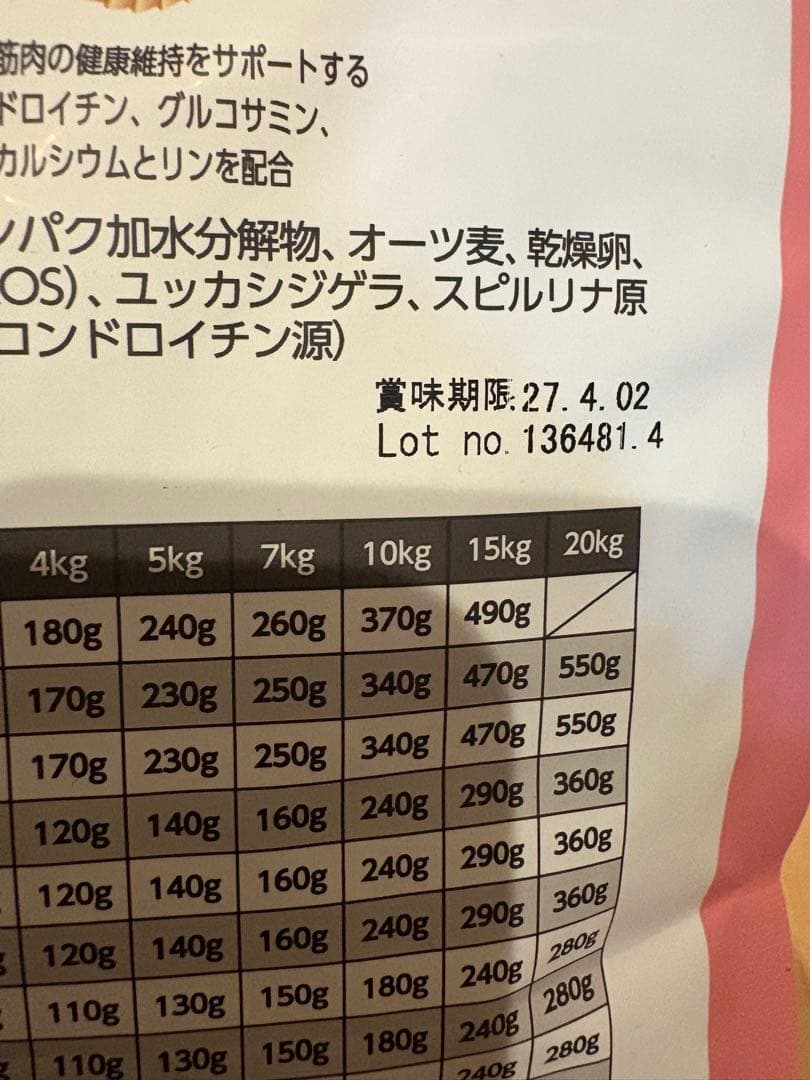 筋肉の健康維持をサポートする
ドロイチン、グルコサミン、
カルシウムとリンを配合
ンパク加水分解物、オーツ麦、乾燥卵、
OS)、ユッカシジゲラ、スピルリナ原
コンドロイチン源)
賞味期限:27.4.02
Lot no. 136481.4
4kg 5kg 7kg 10kg 15kg 20kg
180g 240g 260g 370g 490g
170g 230g 250g 340g 470g 550g
170g 230g 250g 340g 470g 550g
120g 140g 160g 240g 290g 360g
120g 140g 160g 240g 290g 360g
120g 140g 160g 240g 290g 360g
110g 130g 150g 180g 240g 280g
110g 130g 150g 180g 240g 280g
240g 280g